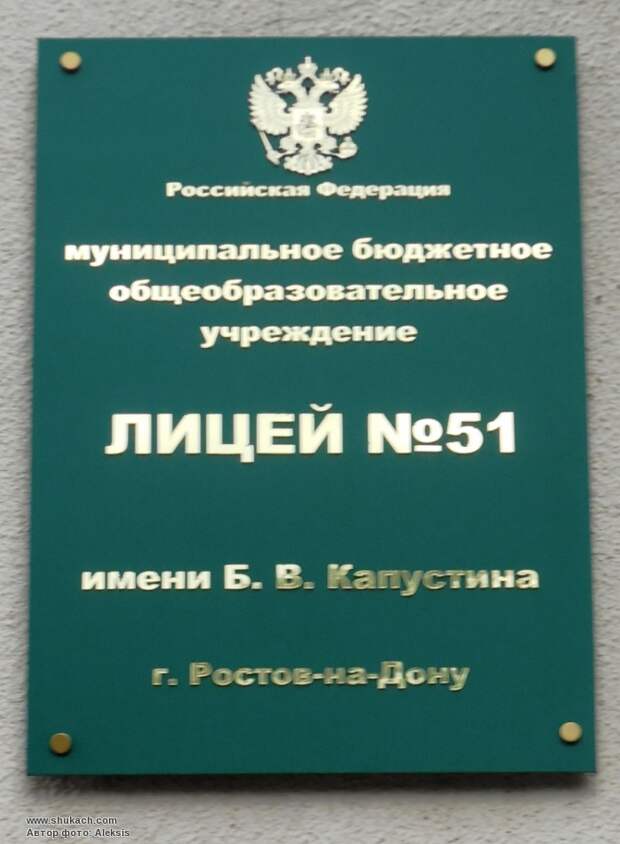 Российская Федерация
муниципальное бюджетное
общеобразовательное
учреждение
ЛИЦЕЙ №51
имени Б. В. Капустина
г. Ростов-на-Дону
www.shukach.com
Автор фото: Aleksis